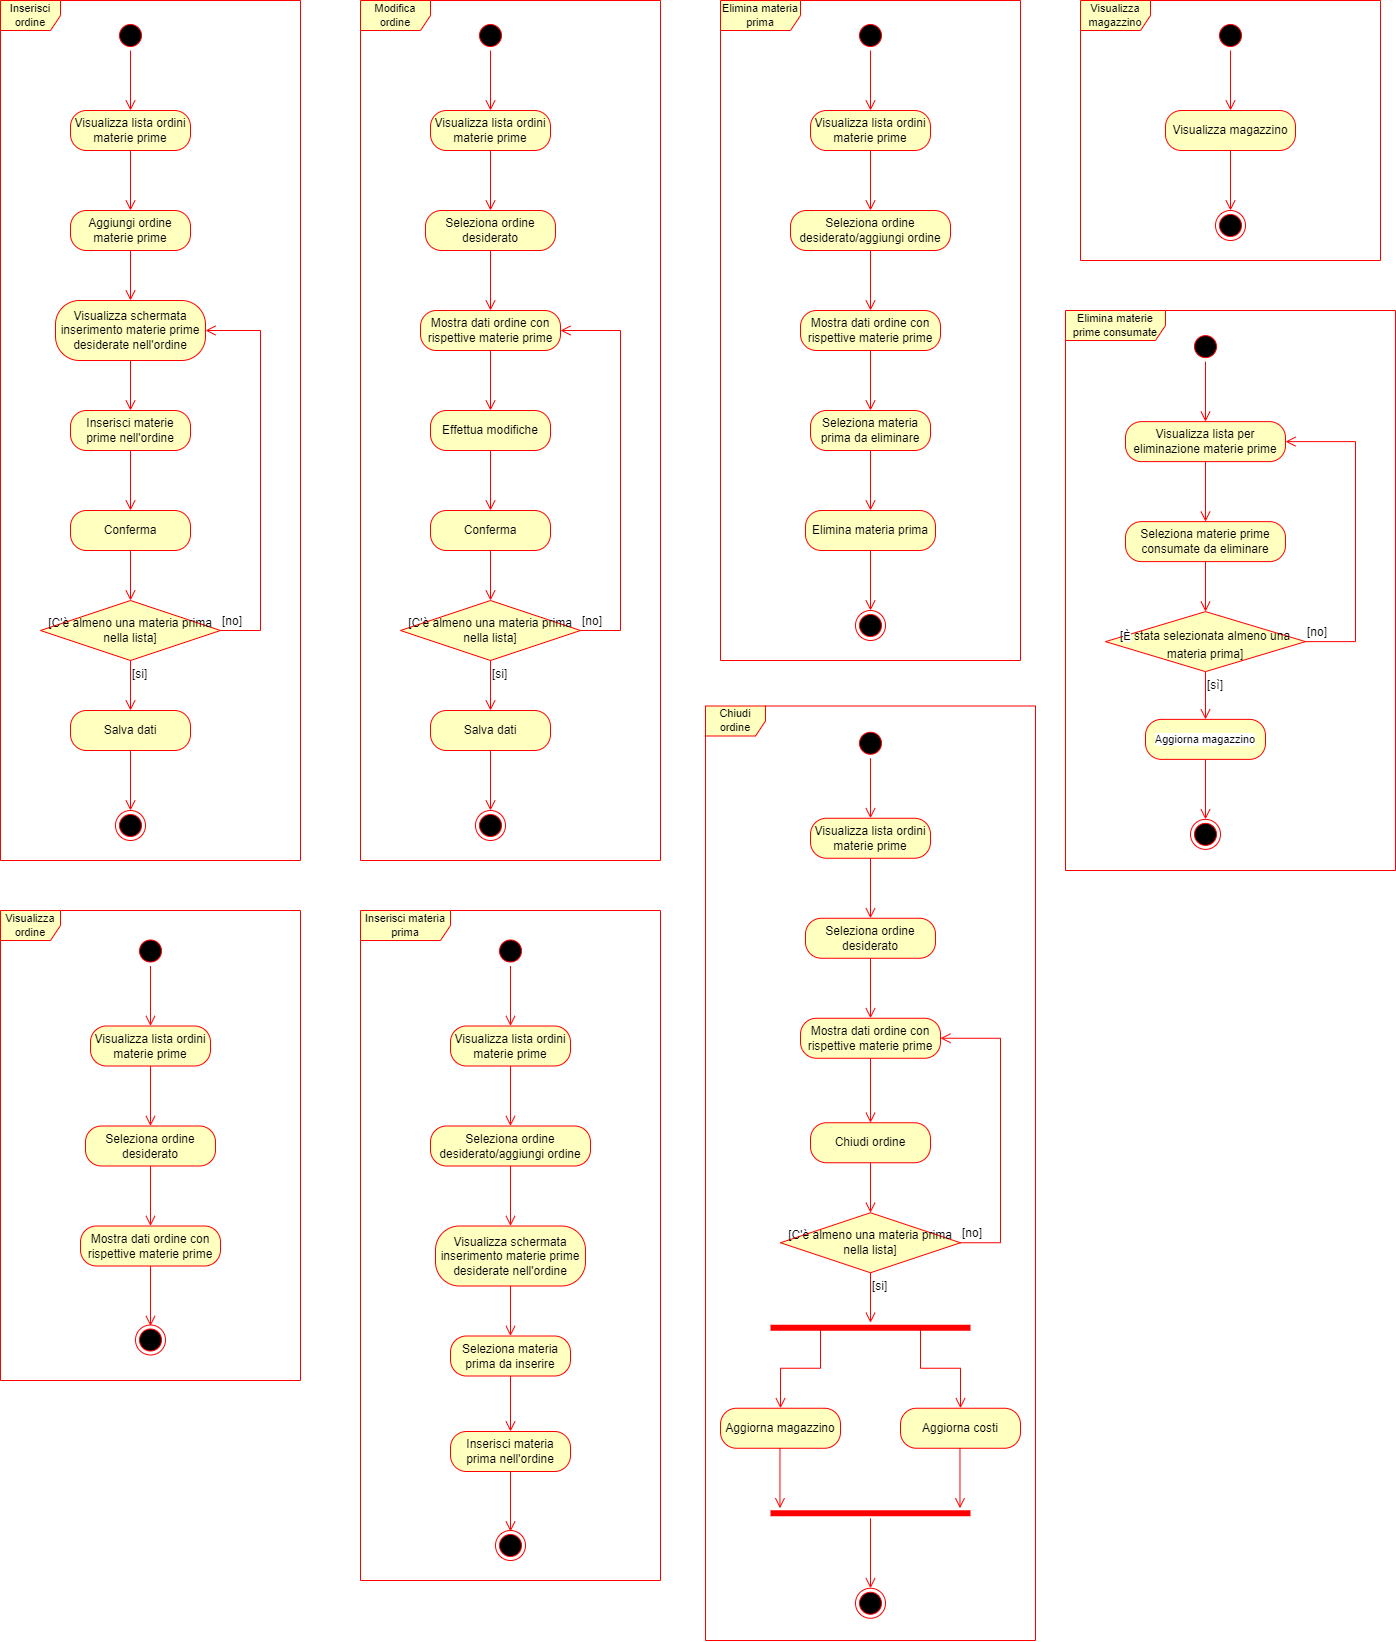 Inserisci
ordine
Visualizza lista ordini
materie prime
Aggiungi ordine
materie prime
Visualizza schermata
inserimento materie prime
desiderate nell'ordine
Inserisci materie
prime nell'ordine
Conferma
[C'è almeno una materia prima
nella lista]
[no]
[si]
Salva dati
Modifica
ordine
Visualizza lista ordini
materie prime
Seleziona ordine
desiderato
Mostra dati ordine con
rispettive materie prime
Effettua modifiche
Conferma
[C'è almeno una materia prima
nella lista]
[no]
[si]
Salva dati
Elimina materia
prima
Visualizza lista ordini
materie prime
Seleziona ordine
desiderato/aggiungi ordine
Mostra dati ordine con
rispettive materie prime
Seleziona materia
prima da eliminare
Elimina materia prima
Visualizza
magazzino
Visualizza magazzino
Elimina materie
prime consumate
Visualizza lista per
eliminazione materie prime
Seleziona materie prime
consumate da eliminare
[È stata selezionata almeno una
materia prima]
[no]
[sì]
Aggiorna magazzino
Visualizza
ordine
Visualizza lista ordini
materie prime
Seleziona ordine
desiderato
Mostra dati ordine con
rispettive materie prime
Inserisci materia
prima
Visualizza lista ordini
materie prime
Seleziona ordine
desiderato/aggiungi ordine
Visualizza schermata
inserimento materie prime
desiderate nell'ordine
Seleziona materia
prima da inserire
Inserisci materia
prima nell'ordine
Chiudi
ordine
Visualizza lista ordini
materie prime
Seleziona ordine
desiderato
Mostra dati ordine con
rispettive materie prime
Chiudi ordine
[C'è almeno una materia prima
nella lista]
[no]
[si]
Aggiorna magazzino
Aggiorna costi